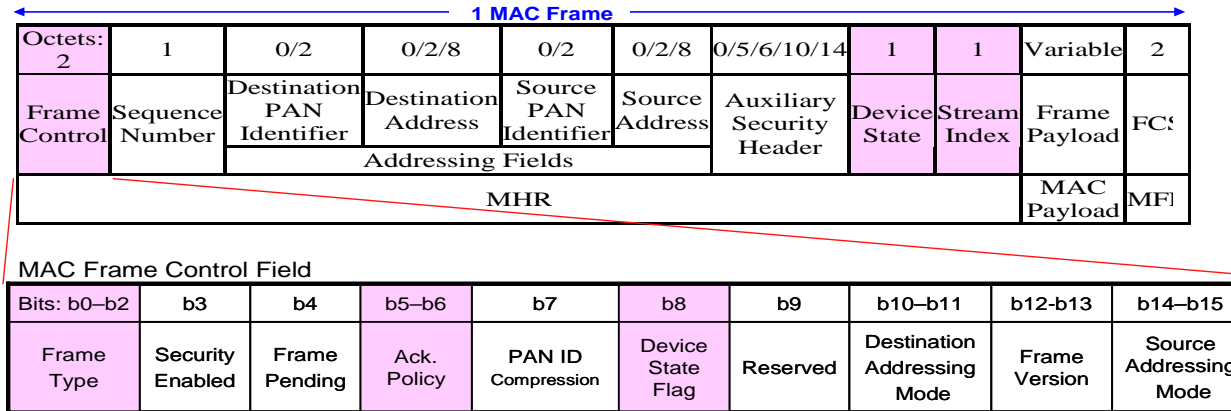 1 MAC Frame
Octets: 2 1 0/2 0/2/8 0/2 0/2/8 0/5/6/10/14 1 1 Variable 2
Frame Control Sequence Number Destination PAN Identifier Destination Address Source PAN Identifier Source Address Auxiliary Security Header Device State Stream Index Frame Payload
Addressing Fields
MHR MAC Payload
MAC Frame Control Field
Bits: b0–b2 b3 b4 b5–b6 b7 b8 b9 b10–b11 b12-b13 b14–b15
Frame Type Security Enabled Frame Pending Ack. Policy PAN ID Compression Device State Flag Reserved Destination Addressing Mode Frame Version Source Addressing Mode